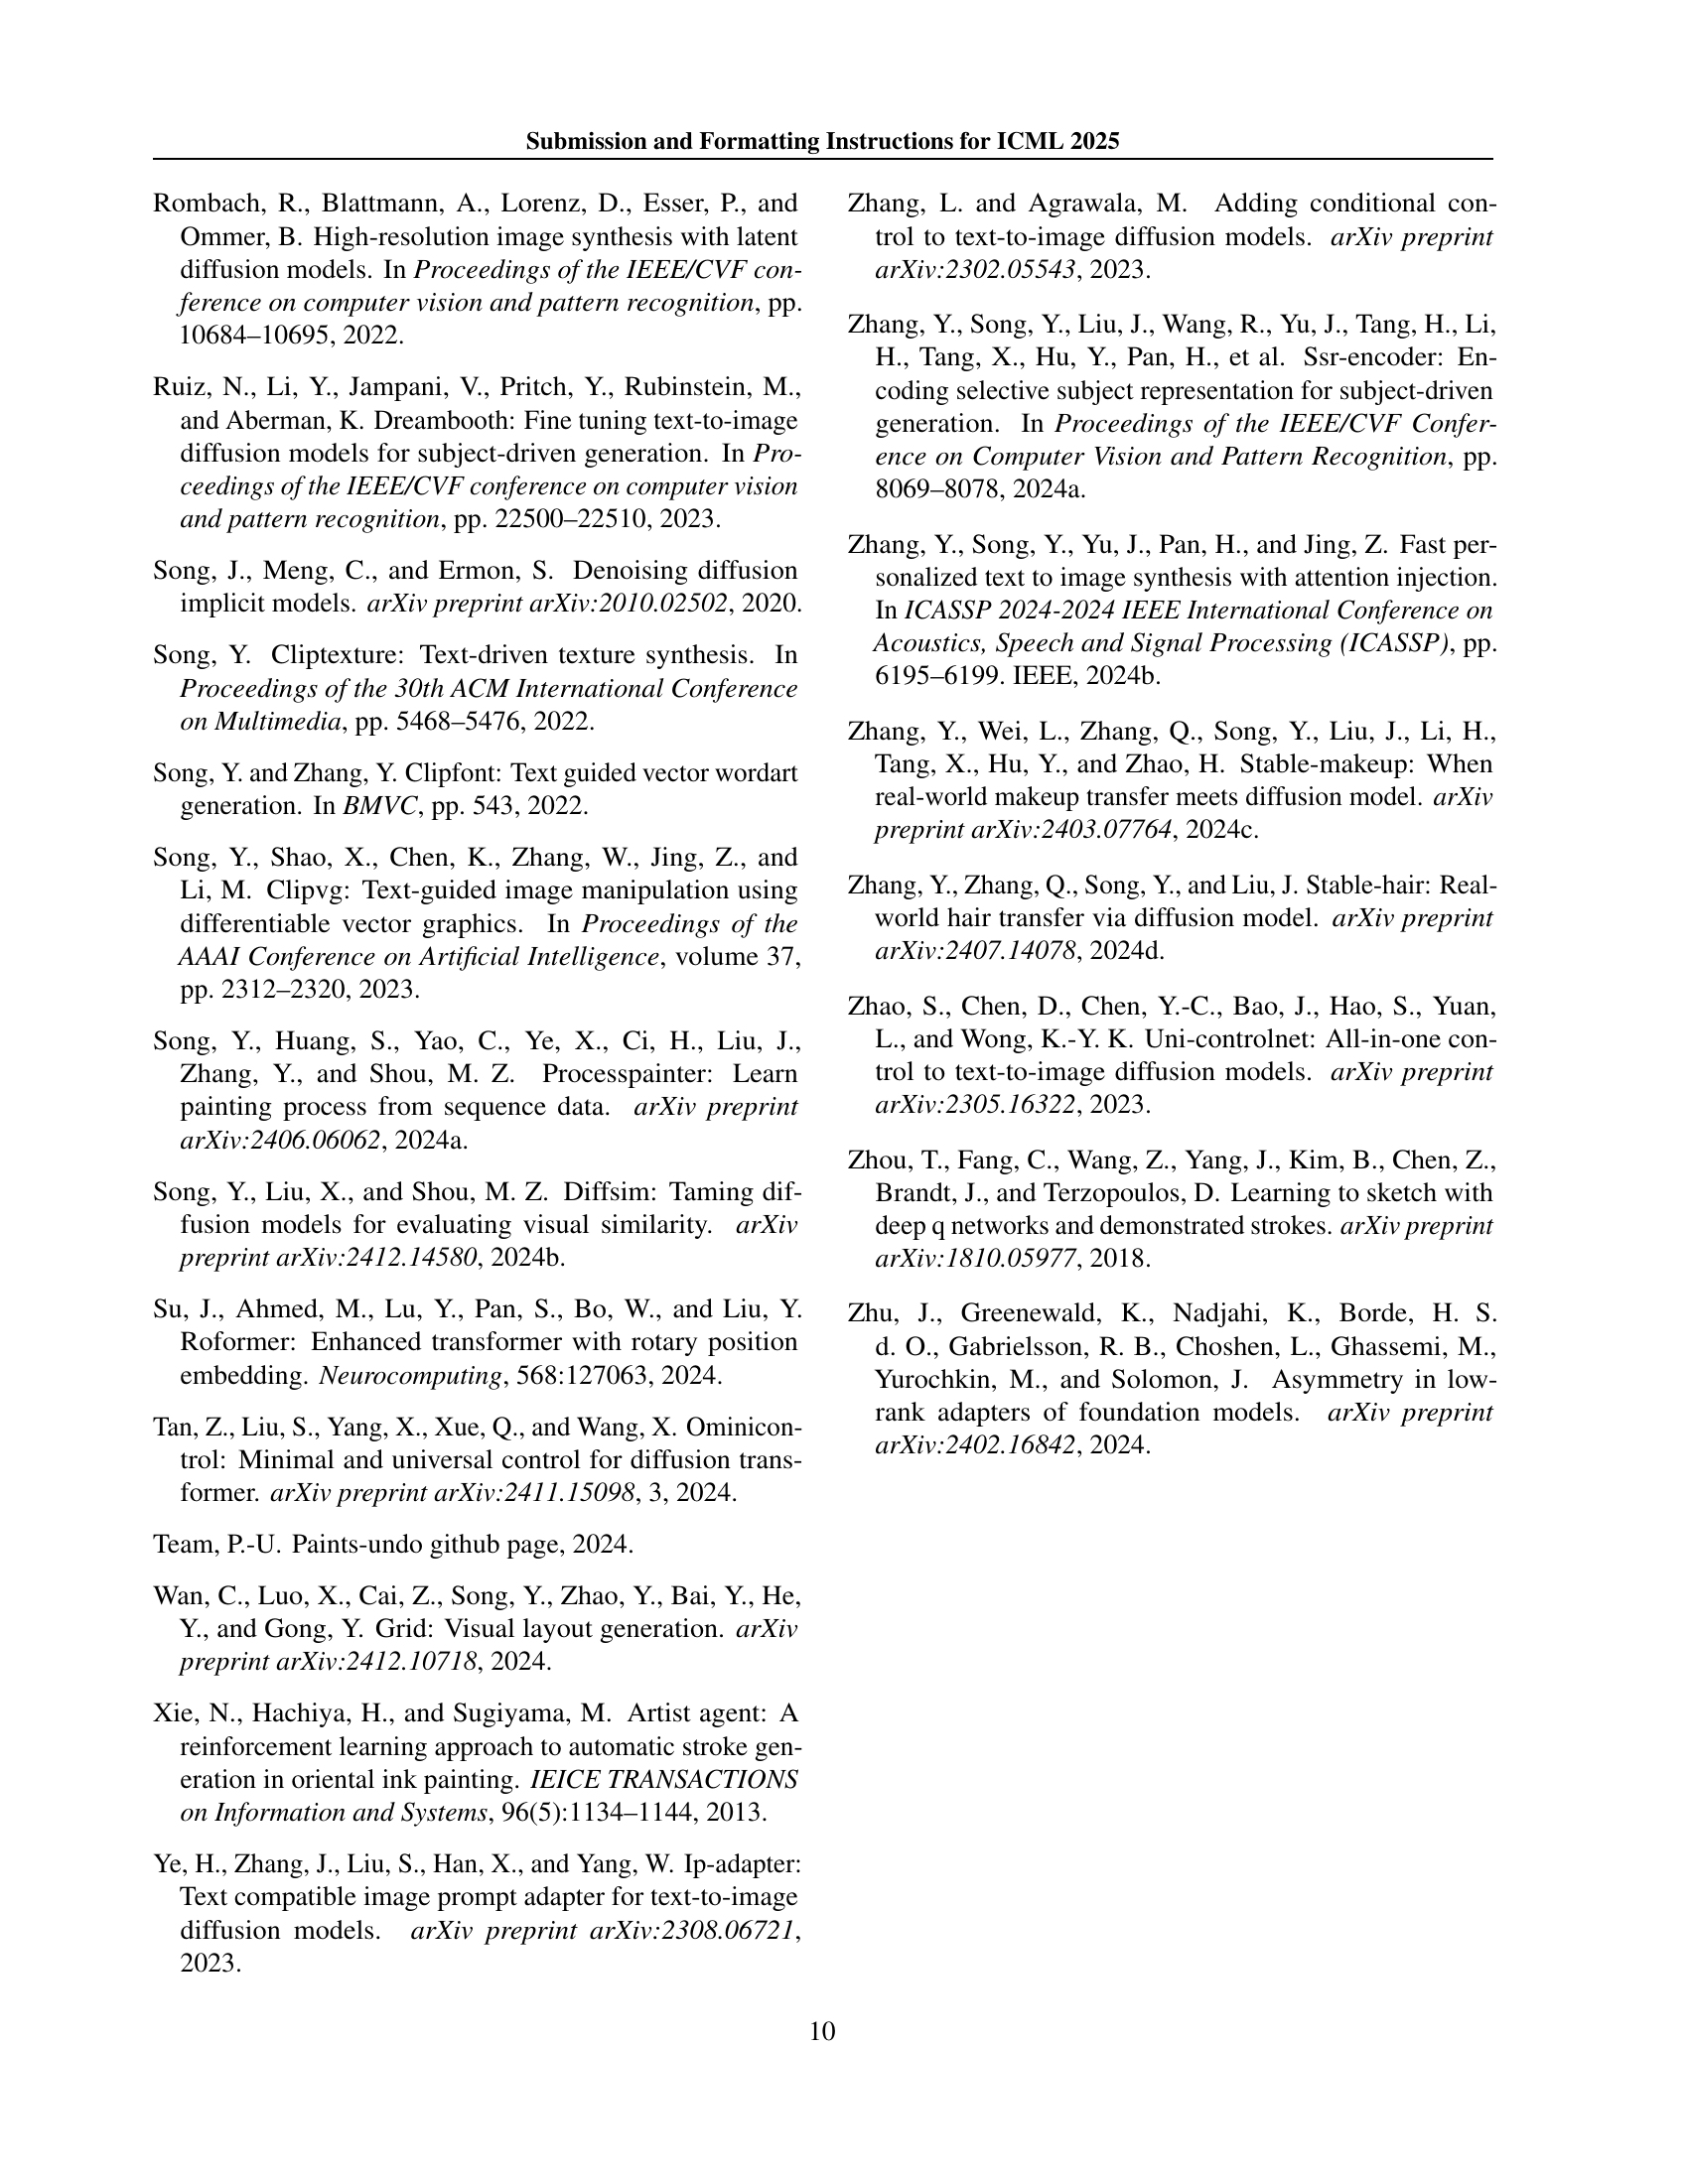 Submission and Formatting Instructions for ICML 2025
Rombach, R., Blattmann, A., Lorenz, D., Esser, P., and
Ommer, B. High-resolution image synthesis with latent
diffusion models. In Proceedings of the IEEE/CVF con-
ference on computer vision and pattern recognition, pp.
10684–10695, 2022.
Ruiz, N., Li, Y., Jampani, V., Pritch, Y., Rubinstein, M.,
and Aberman, K. Dreambooth: Fine tuning text-to-image
diffusion models for subject-driven generation. In Pro-
ceedings of the IEEE/CVF conference on computer vision
and pattern recognition, pp. 22500–22510, 2023.
Song, J., Meng, C., and Ermon, S. Denoising diffusion
implicit models. arXiv preprint arXiv:2010.02502, 2020.
Song, Y. Cliptexture: Text-driven texture synthesis. In
Proceedings of the 30th ACM International Conference
on Multimedia, pp. 5468–5476, 2022.
Song, Y. and Zhang, Y. Clipfont: Text guided vector wordart
generation. In BMVC, pp. 543, 2022.
Song, Y., Shao, X., Chen, K., Zhang, W., Jing, Z., and
Li, M. Clipvg: Text-guided image manipulation using
differentiable vector graphics. In Proceedings of the
AAAI Conference on Artificial Intelligence, volume 37,
pp. 2312–2320, 2023.
Song, Y., Huang, S., Yao, C., Ye, X., Ci, H., Liu, J.,
Zhang, Y., and Shou, M. Z. Processpainter: Learn
painting process from sequence data. arXiv preprint
arXiv:2406.06062, 2024a.
Song, Y., Liu, X., and Shou, M. Z. Diffsim: Taming dif-
fusion models for evaluating visual similarity. arXiv
preprint arXiv:2412.14580, 2024b.
Su, J., Ahmed, M., Lu, Y., Pan, S., Bo, W., and Liu, Y.
Roformer: Enhanced transformer with rotary position
embedding. Neurocomputing, 568:127063, 2024.
Tan, Z., Liu, S., Yang, X., Xue, Q., and Wang, X. Ominicon-
trol: Minimal and universal control for diffusion trans-
former. arXiv preprint arXiv:2411.15098, 3, 2024.
Team, P.-U. Paints-undo github page, 2024.
Wan, C., Luo, X., Cai, Z., Song, Y., Zhao, Y., Bai, Y., He,
Y., and Gong, Y. Grid: Visual layout generation. arXiv
preprint arXiv:2412.10718, 2024.
Xie, N., Hachiya, H., and Sugiyama, M. Artist agent: A
reinforcement learning approach to automatic stroke gen-
eration in oriental ink painting. IEICE TRANSACTIONS
on Information and Systems, 96(5):1134–1144, 2013.
Ye, H., Zhang, J., Liu, S., Han, X., and Yang, W. Ip-adapter:
Text compatible image prompt adapter for text-to-image
diffusion models. arXiv preprint arXiv:2308.06721,
2023.
Zhang, L. and Agrawala, M. Adding conditional con-
trol to text-to-image diffusion models. arXiv preprint
arXiv:2302.05543, 2023.
Zhang, Y., Song, Y., Liu, J., Wang, R., Yu, J., Tang, H., Li,
H., Tang, X., Hu, Y., Pan, H., et al. Ssr-encoder: En-
coding selective subject representation for subject-driven
generation. In Proceedings of the IEEE/CVF Confer-
ence on Computer Vision and Pattern Recognition, pp.
8069–8078, 2024a.
Zhang, Y., Song, Y., Yu, J., Pan, H., and Jing, Z. Fast per-
sonalized text to image synthesis with attention injection.
In ICASSP 2024-2024 IEEE International Conference on
Acoustics, Speech and Signal Processing (ICASSP), pp.
6195–6199. IEEE, 2024b.
Zhang, Y., Wei, L., Zhang, Q., Song, Y., Liu, J., Li, H.,
Tang, X., Hu, Y., and Zhao, H. Stable-makeup: When
real-world makeup transfer meets diffusion model. arXiv
preprint arXiv:2403.07764, 2024c.
Zhang, Y., Zhang, Q., Song, Y., and Liu, J. Stable-hair: Real-
world hair transfer via diffusion model. arXiv preprint
arXiv:2407.14078, 2024d.
Zhao, S., Chen, D., Chen, Y.-C., Bao, J., Hao, S., Yuan,
L., and Wong, K.-Y. K. Uni-controlnet: All-in-one con-
trol to text-to-image diffusion models. arXiv preprint
arXiv:2305.16322, 2023.
Zhou, T., Fang, C., Wang, Z., Yang, J., Kim, B., Chen, Z.,
Brandt, J., and Terzopoulos, D. Learning to sketch with
deep q networks and demonstrated strokes. arXiv preprint
arXiv:1810.05977, 2018.
Zhu, J., Greenewald, K., Nadjahi, K., Borde, H. S.
d. O., Gabrielsson, R. B., Choshen, L., Ghassemi, M.,
Yurochkin, M., and Solomon, J. Asymmetry in low-
rank adapters of foundation models. arXiv preprint
arXiv:2402.16842, 2024.
10